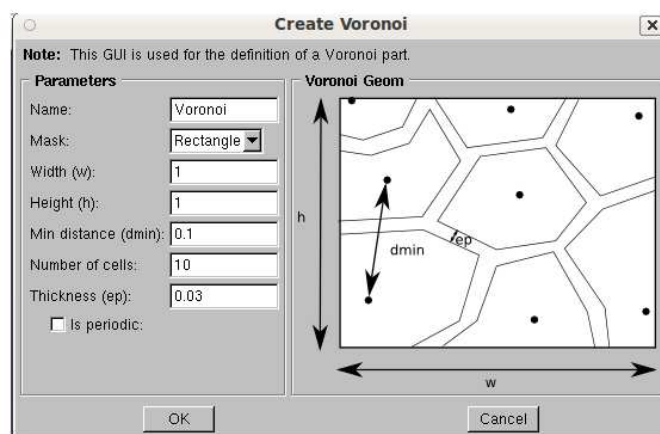 Create Voronoi
Note: This GUI is used for the definition of a Voronoi part.
Parameters
Name: Voronoi
Mask: Rectangle
Width (w): 1
Height (h): 1
Min distance (dmin): 0.1
Number of cells: 10
Thickness (ep): 0.03
Is periodic:
Voronoi Geom
h
dmin
ep
w
OK
Cancel